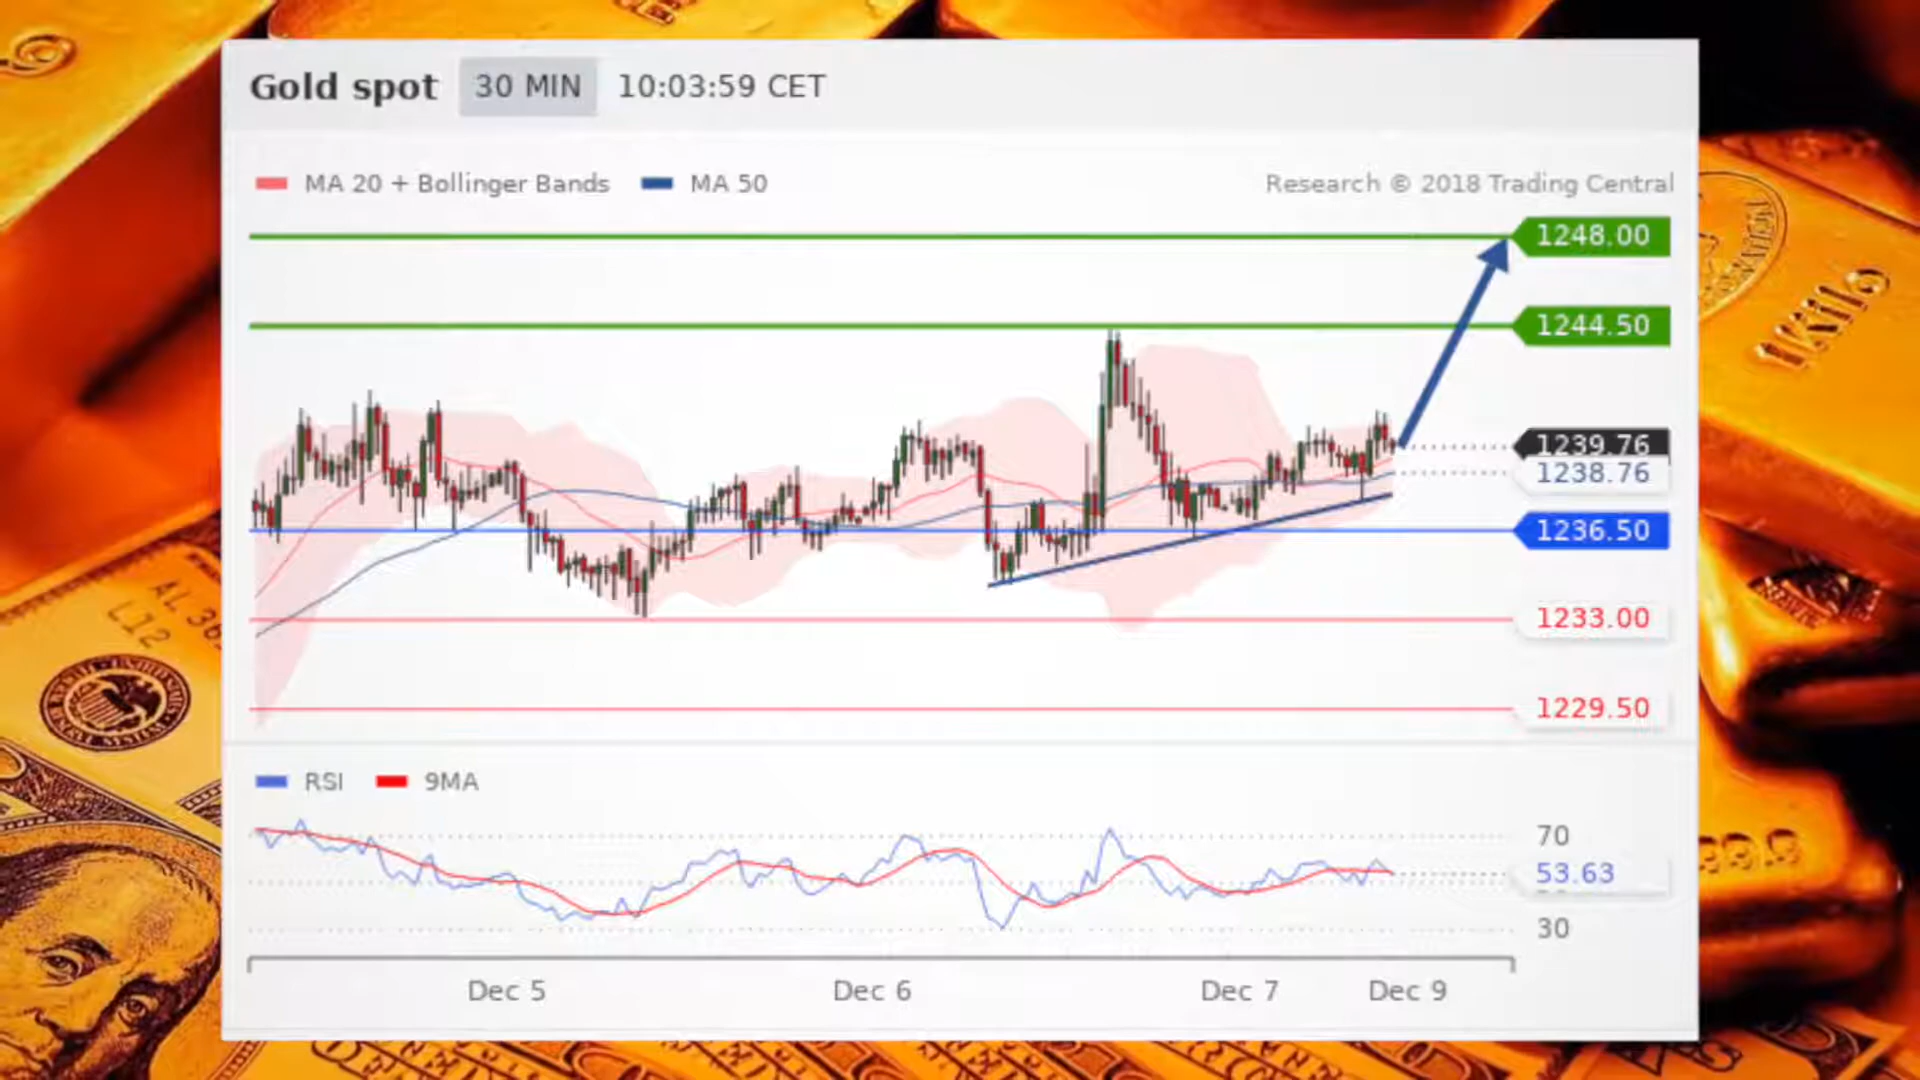 Gold spot 30 MIN 10:03:59 CET
MA 20 + Bollinger Bands MA 50 Research © 2018 Trading Central
1248.00
1244.50
1239.76
1238.76
1236.50
1233.00
1229.50
RSI 9MA
70
53.63
30
Dec 5 Dec 6 Dec 7 Dec 9
1Kilo
L12